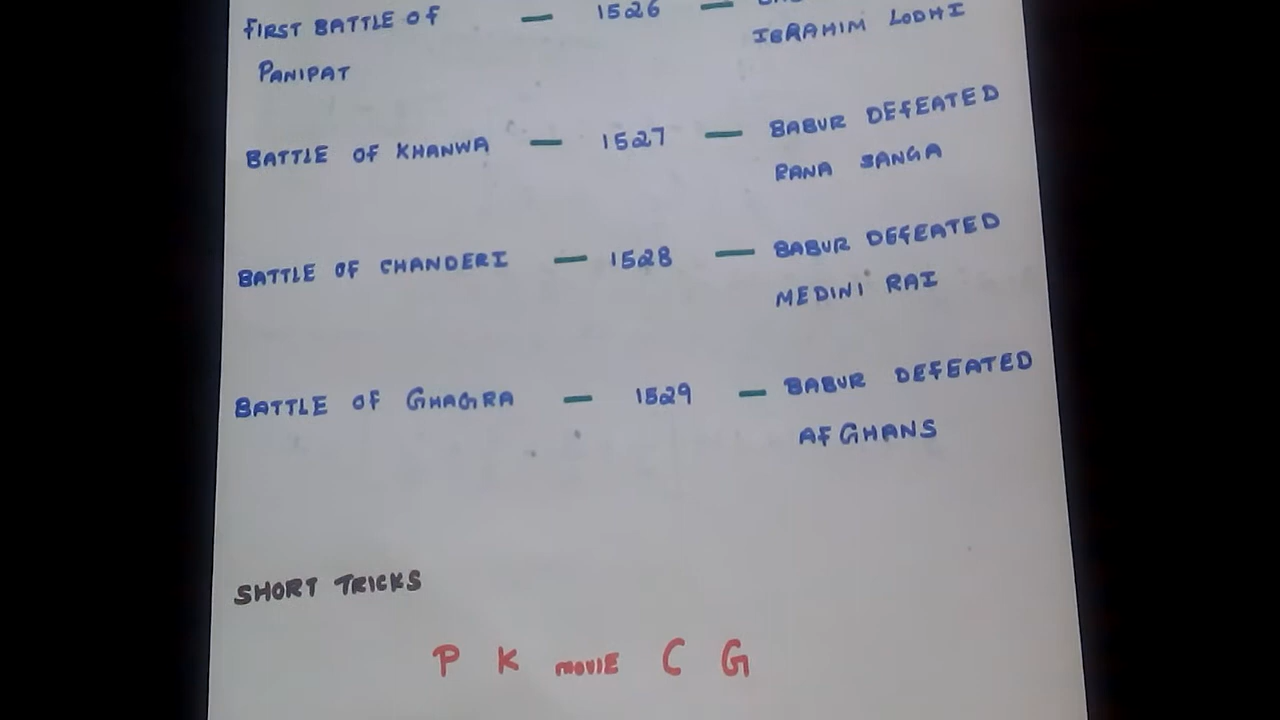 FIRST BATTLE OF — 1526 —
IBRAHIM LODHI
PANIPAT
BATTLE OF KHANWA — 1527 — BABUR DEFEATED
RANA SANGA
BATTLE OF CHANDERI — 1528 — BABUR DEFEATED
MEDINI RAI
BATTLE OF GHAGRA — 1529 — BABUR DEFEATED
AFGHANS
SHORT TRICKS
P K MOVIE C G